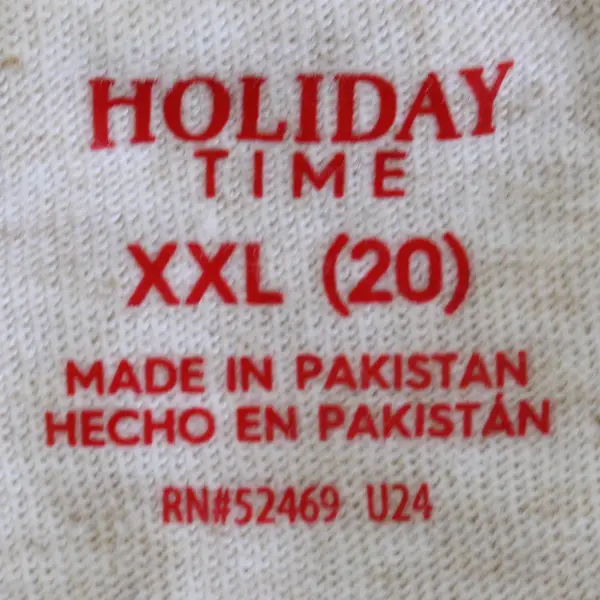 HOLIDAY
TIME
XXL (20)
MADE IN PAKISTAN
HECHO EN PAKISTÁN
RN#52469 U24